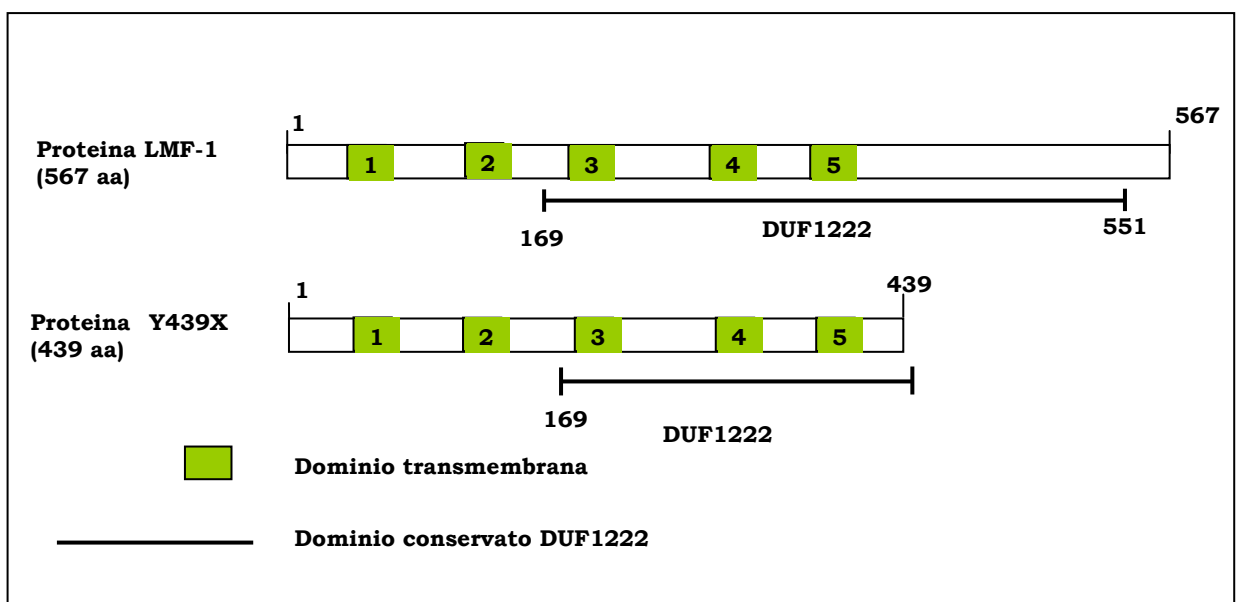 1
567
Proteina LMF-1
(567 aa)
1 2 3 4 5
169
DUF1222
551
1
439
Proteina Y439X
(439 aa)
1 2 3 4 5
169
DUF1222
Dominio transmembrana
Dominio conservato DUF1222